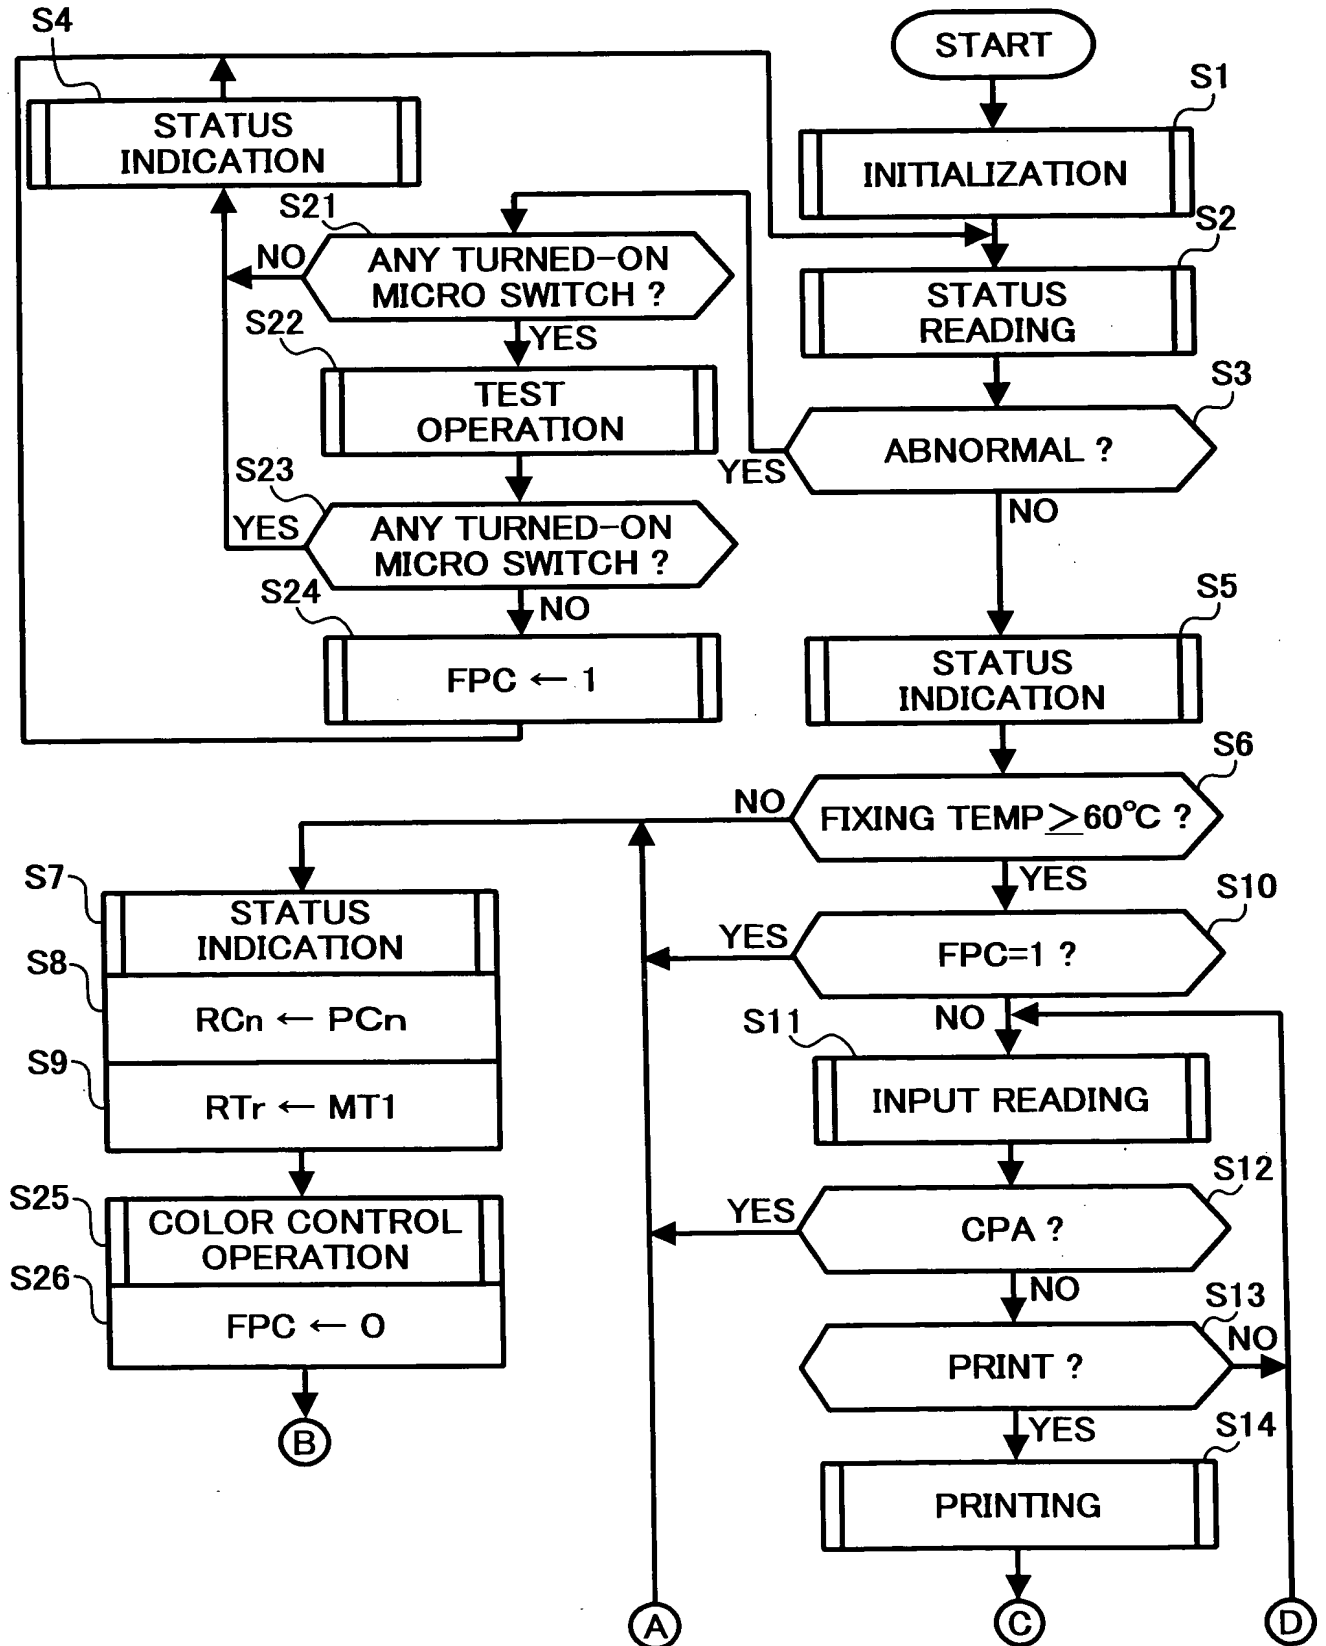 START
S1
INITIALIZATION
S2
STATUS
READING
S3
ABNORMAL ?
YES
NO
S4
STATUS
INDICATION
S21
ANY TURNED-ON
MICRO SWITCH ?
NO
YES
S22
TEST
OPERATION
S23
ANY TURNED-ON
MICRO SWITCH ?
YES
NO
S24
FPC ← 1
S5
STATUS
INDICATION
S6
FIXING TEMP ≥ 60°C ?
NO
YES
S7
STATUS
INDICATION
S8
RCn ← PCn
S9
RTr ← MT1
S25
COLOR CONTROL
OPERATION
S26
FPC ← 0
B
S10
FPC=1 ?
YES
NO
S11
INPUT READING
S12
CPA ?
YES
NO
S13
PRINT ?
NO
YES
S14
PRINTING
A
C
D